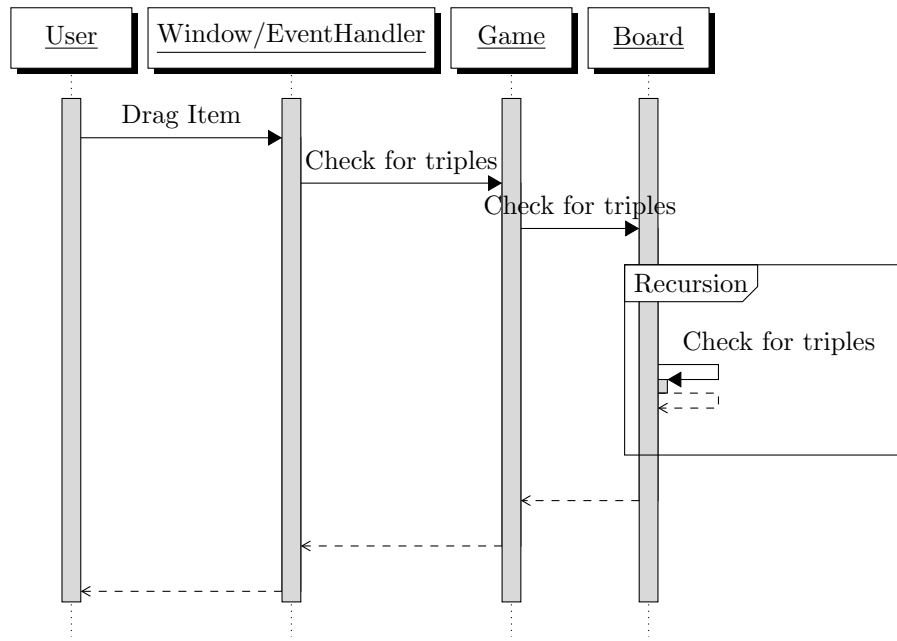 User
Window/EventHandler
Game
Board
Drag Item
Check for triples
Check for triples
Recursion
Check for triples